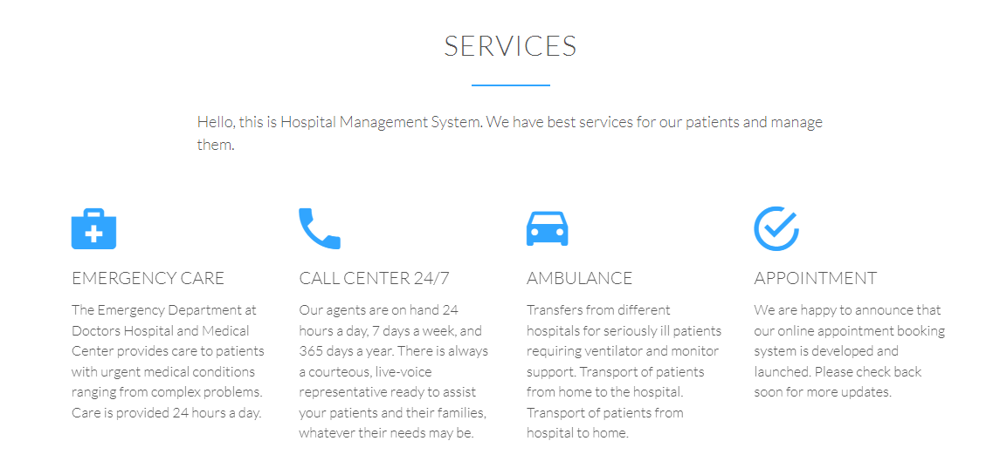 SERVICES
Hello, this is Hospital Management System. We have best services for our patients and manage
them.
EMERGENCY CARE
The Emergency Department at
Doctors Hospital and Medical
Center provides care to patients
with urgent medical conditions
ranging from complex problems.
Care is provided 24 hours a day.
CALL CENTER 24/7
Our agents are on hand 24
hours a day, 7 days a week, and
365 days a year. There is always
a courteous, live-voice
representative ready to assist
your patients and their families,
whatever their needs may be.
AMBULANCE
Transfers from different
hospitals for seriously ill patients
requiring ventilator and monitor
support. Transport of patients
from home to the hospital.
Transport of patients from
hospital to home.
APPOINTMENT
We are happy to announce that
our online appointment booking
system is developed and
launched. Please check back
soon for more updates.